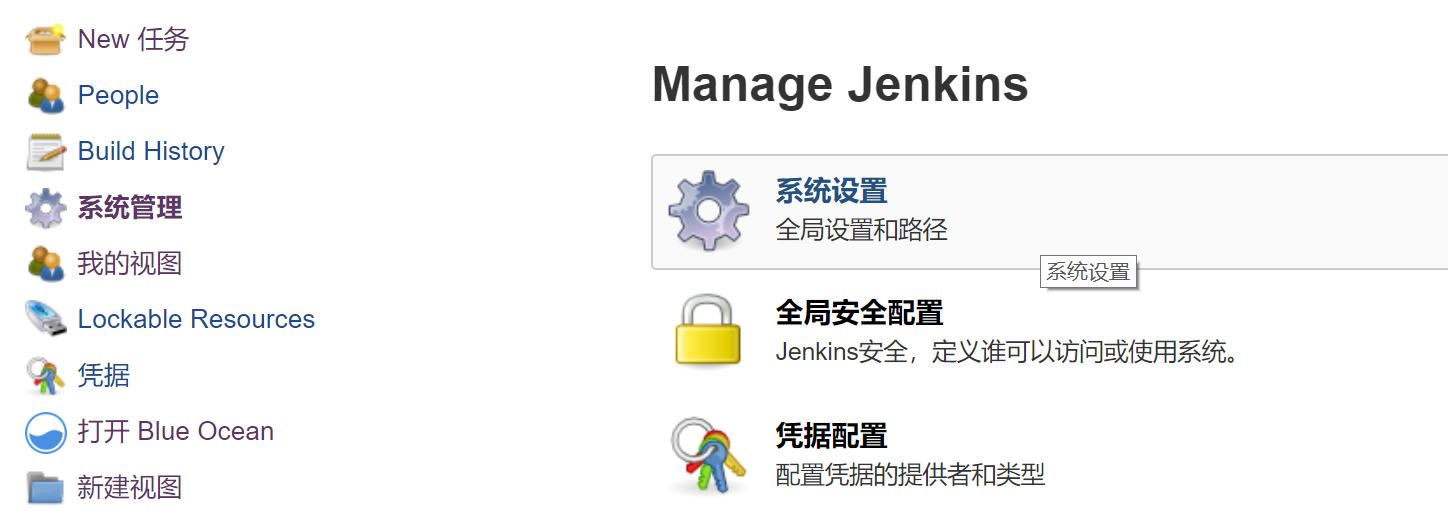 New 任务
People
Build History
系统管理
我的视图
Lockable Resources
凭据
打开 Blue Ocean
新建视图
Manage Jenkins
系统设置
全局设置和路径
系统设置
全局安全配置
Jenkins安全，定义谁可以访问或使用系统。
凭据配置
配置凭据的提供者和类型